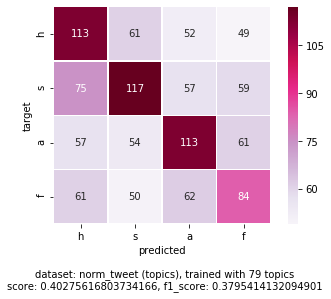 h 113 61 52 49
105
s 75 117 57 59
90
target
75
a 57 54 113 61
60
f 61 50 62 84
h s a f
predicted
dataset: norm_tweet (topics), trained with 79 topics
score: 0.40275616803734166, f1_score: 0.3795414132094901